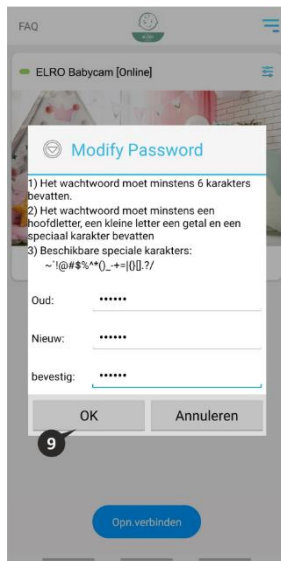 FAQ
ELRO Babycam [Online]
Modify Password
1) Het wachtwoord moet minstens 6 karakters
bevatten.
2) Het wachtwoord moet minstens een
hoofdletter, een kleine letter een getal en een
speciaal karakter bevatten
3) Beschikbare speciale karakters:
~`!@#$%^*()_-+=|{}[].?/
Oud: ••••••
Nieuw: ••••••
bevestig: ••••••
OK Annuleren
9
Opn.verbinden